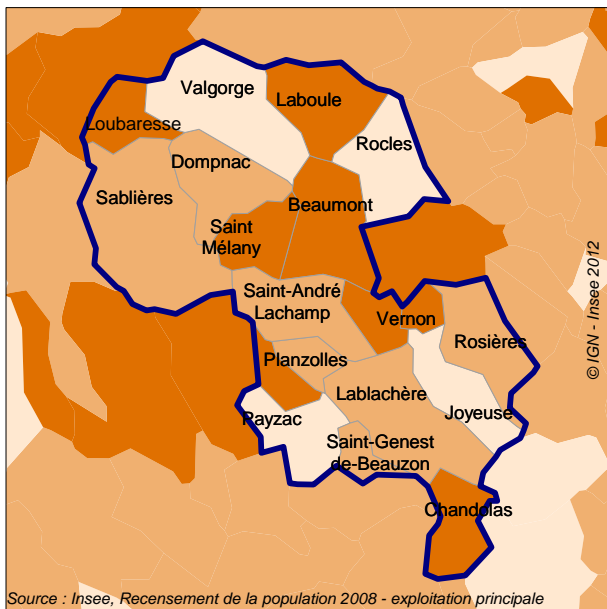 Valgorge
Laboule
Loubaresse
Rocles
Dompnac
Sablières
Beaumont
Saint
Mélany
Saint-André
Lachamp
Vernon
Rosières
Planzolles
Lablachère
Payzac
Joyeuse
Saint-Genest
de-Beauzon
Chandolas
© IGN - Insee 2012
Source : Insee, Recensement de la population 2008 - exploitation principale